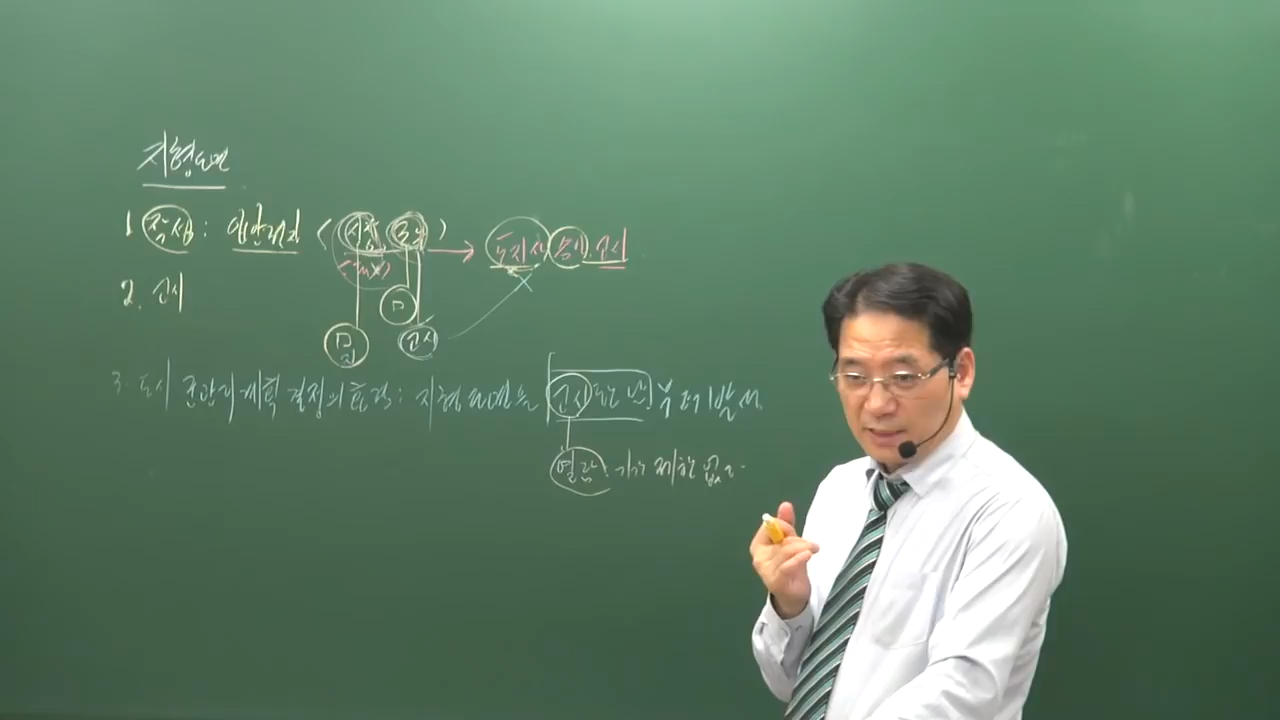 지형도면
1. 작성: 입안권자 (시장 군수) → 도지사 승인. 고시
2. 고시
고시
3. 도시 군관리계획 결정의 효력: 지형도면을 고시한 날부터 발생
열람: 기간 제한 없